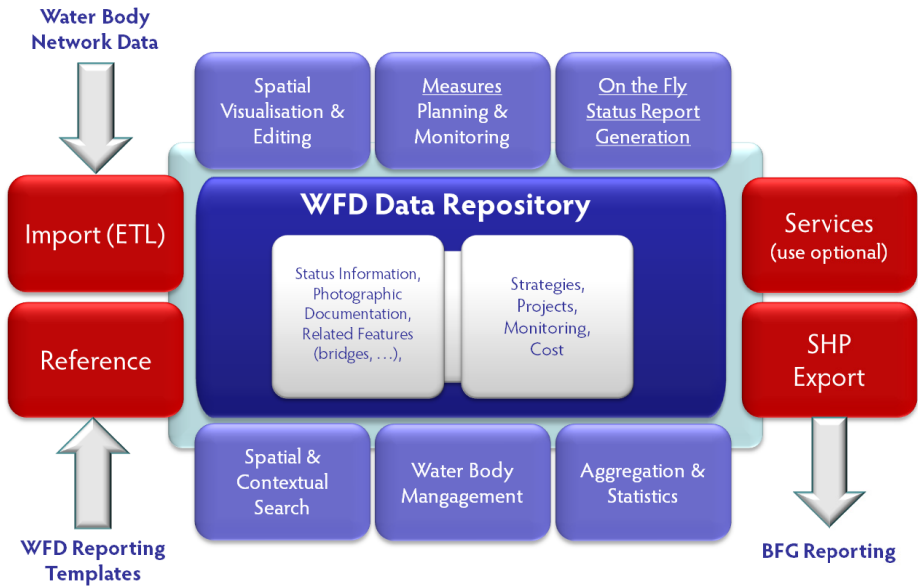 Water Body
Network Data
Spatial
Visualisation &
Editing
Measures
Planning &
Monitoring
On the Fly
Status Report
Generation
Import (ETL)
Reference
WFD Data Repository
Status Information,
Photographic
Documentation,
Related Features
(bridges, ...),
Strategies,
Projects,
Monitoring,
Cost
Services
(use optional)
SHP
Export
Spatial &
Contextual
Search
Water Body
Mangagement
Aggregation &
Statistics
WFD Reporting
Templates
BFG Reporting